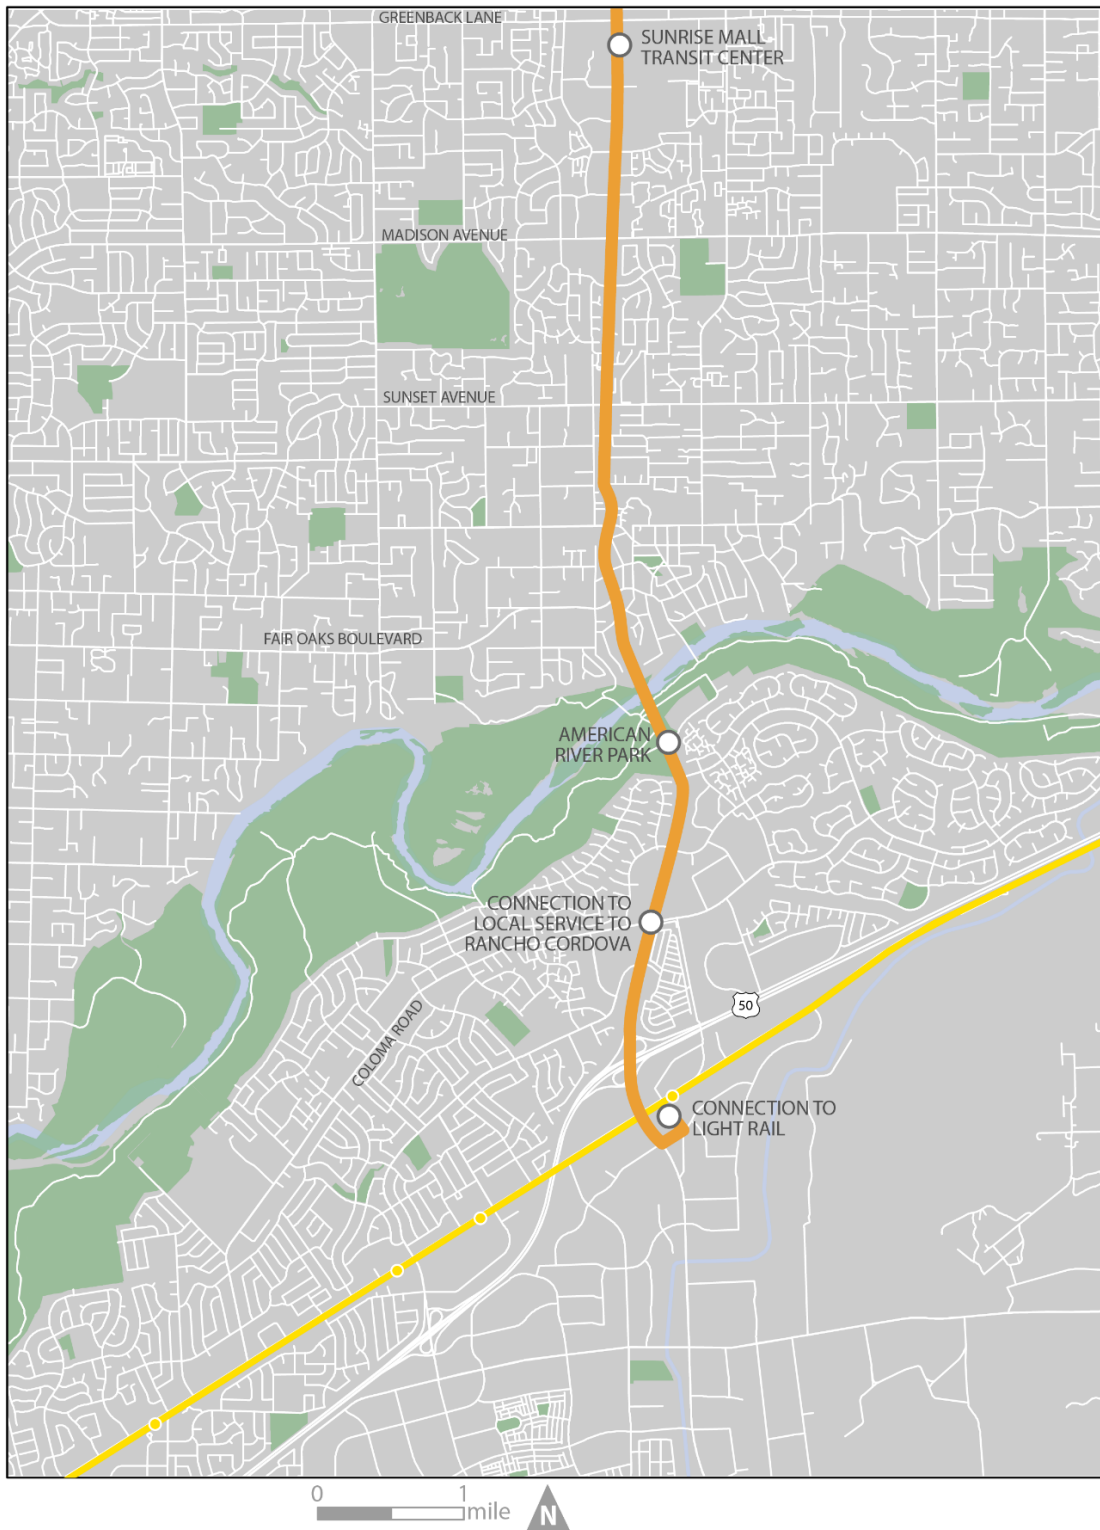 GREENBACK LANE
SUNRISE MALL
TRANSIT CENTER
MADISON AVENUE
SUNSET AVENUE
FAIR OAKS BOULEVARD
AMERICAN
RIVER PARK
CONNECTION TO
LOCAL SERVICE TO
RANCHO CORDOVA
50
COLOMA ROAD
CONNECTION TO
LIGHT RAIL
0 1
mile
N